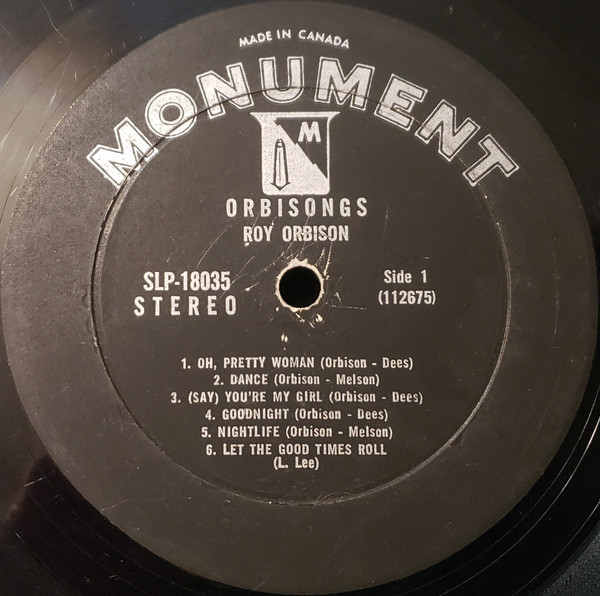 MADE IN CANADA
MONUMENT
M
ORBISONGS
ROY ORBISON
SLP-18035
STEREO
Side 1
(112675)
1. OH, PRETTY WOMAN (Orbison - Dees)
2. DANCE (Orbison - Melson)
3. (SAY) YOU'RE MY GIRL (Orbison - Dees)
4. GOODNIGHT (Orbison - Dees)
5. NIGHTLIFE (Orbison - Melson)
6. LET THE GOOD TIMES ROLL
(L. Lee)